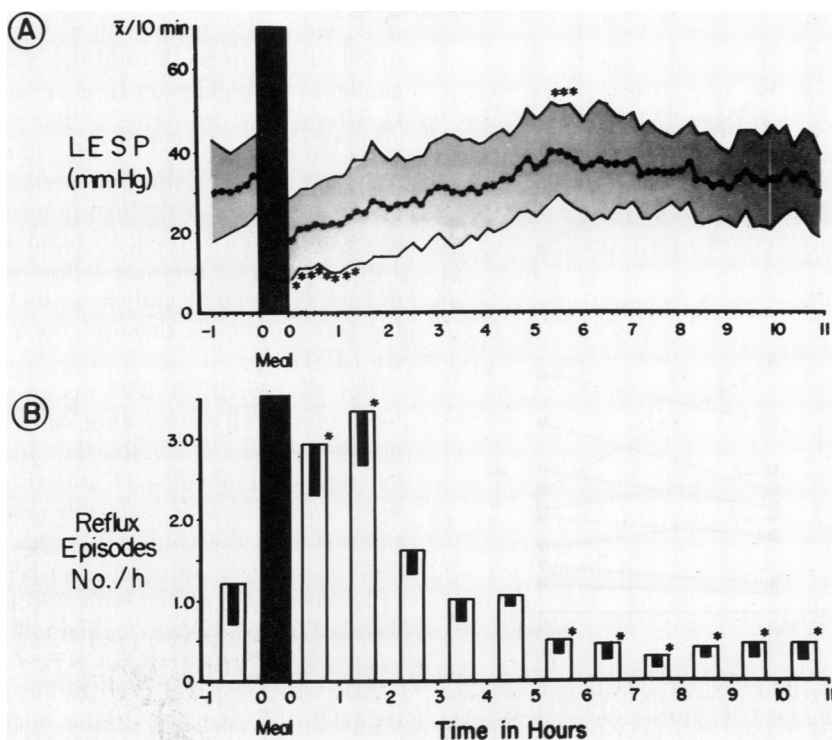 A
x̄/10 min
60
LESP
(mmHg)
40
20
0
***
* *** ***
-1 0 0 1 2 3 4 5 6 7 8 9 10 11
Meal
B
3.0
Reflux
Episodes
No./h
2.0
1.0
0
* * * * * * * *
-1 0 0 1 2 3 4 5 6 7 8 9 10 11
Meal
Time in Hours